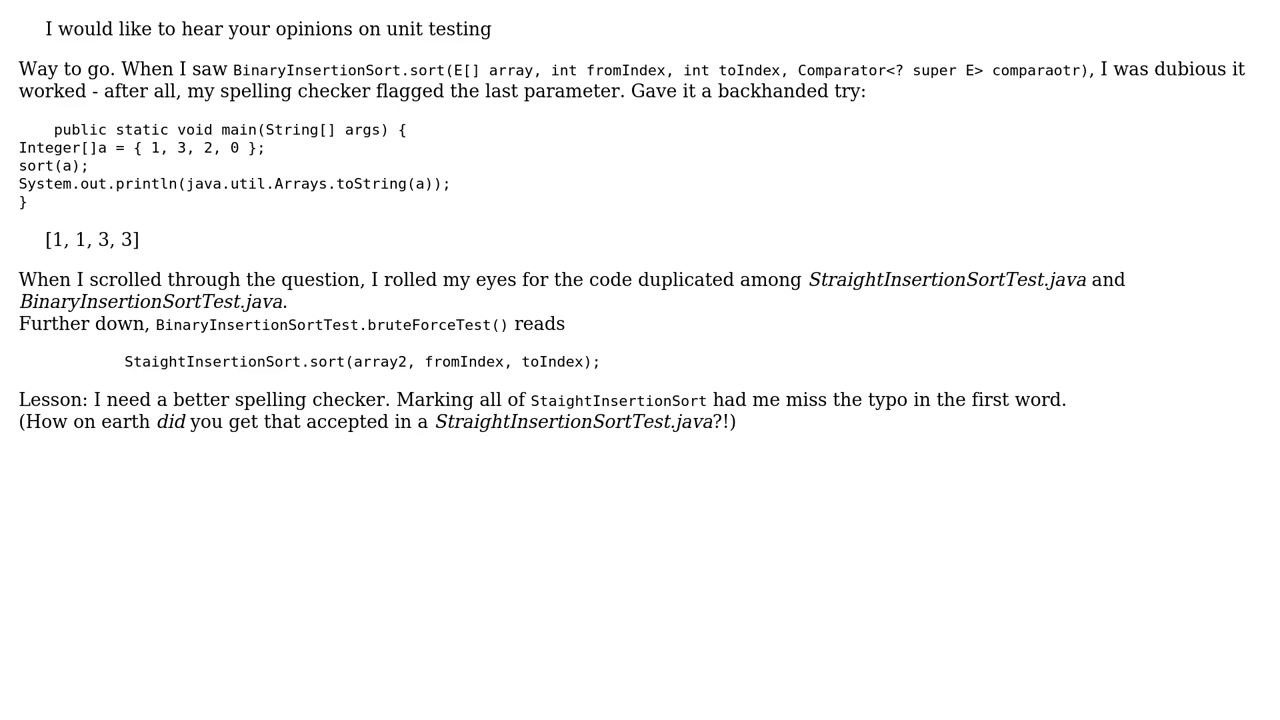 I would like to hear your opinions on unit testing
Way to go. When I saw BinaryInsertionSort.sort(E[] array, int fromIndex, int toIndex, Comparator<? super E> comparaotr), I was dubious it
worked - after all, my spelling checker flagged the last parameter. Gave it a backhanded try:
public static void main(String[] args) {
Integer[]a = { 1, 3, 2, 0 };
sort(a);
System.out.println(java.util.Arrays.toString(a));
}
[1, 1, 3, 3]
When I scrolled through the question, I rolled my eyes for the code duplicated among StraightInsertionSortTest.java and
BinaryInsertionSortTest.java.
Further down, BinaryInsertionSortTest.bruteForceTest() reads
StaightInsertionSort.sort(array2, fromIndex, toIndex);
Lesson: I need a better spelling checker. Marking all of StaightInsertionSort had me miss the typo in the first word.
(How on earth did you get that accepted in a StraightInsertionSortTest.java?!)